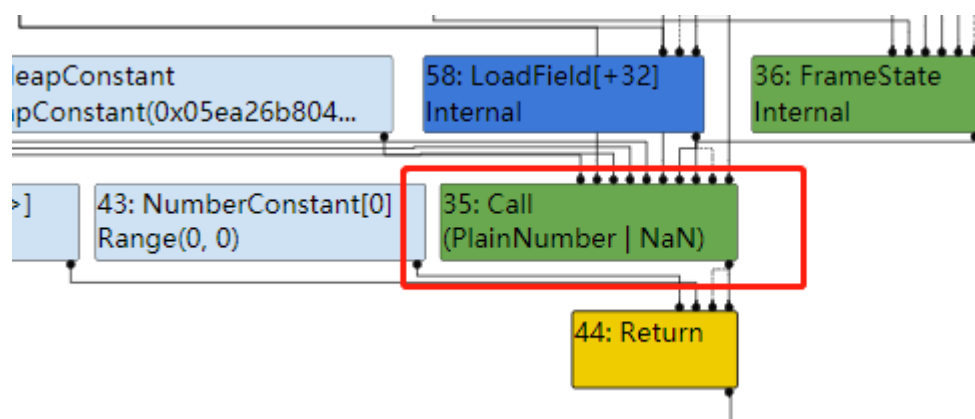 leapConstant
apConstant(0x05ea26b804...
58: LoadField[+32]
Internal
36: FrameState
Internal
>]
43: NumberConstant[0]
Range(0, 0)
35: Call
(PlainNumber | NaN)
44: Return